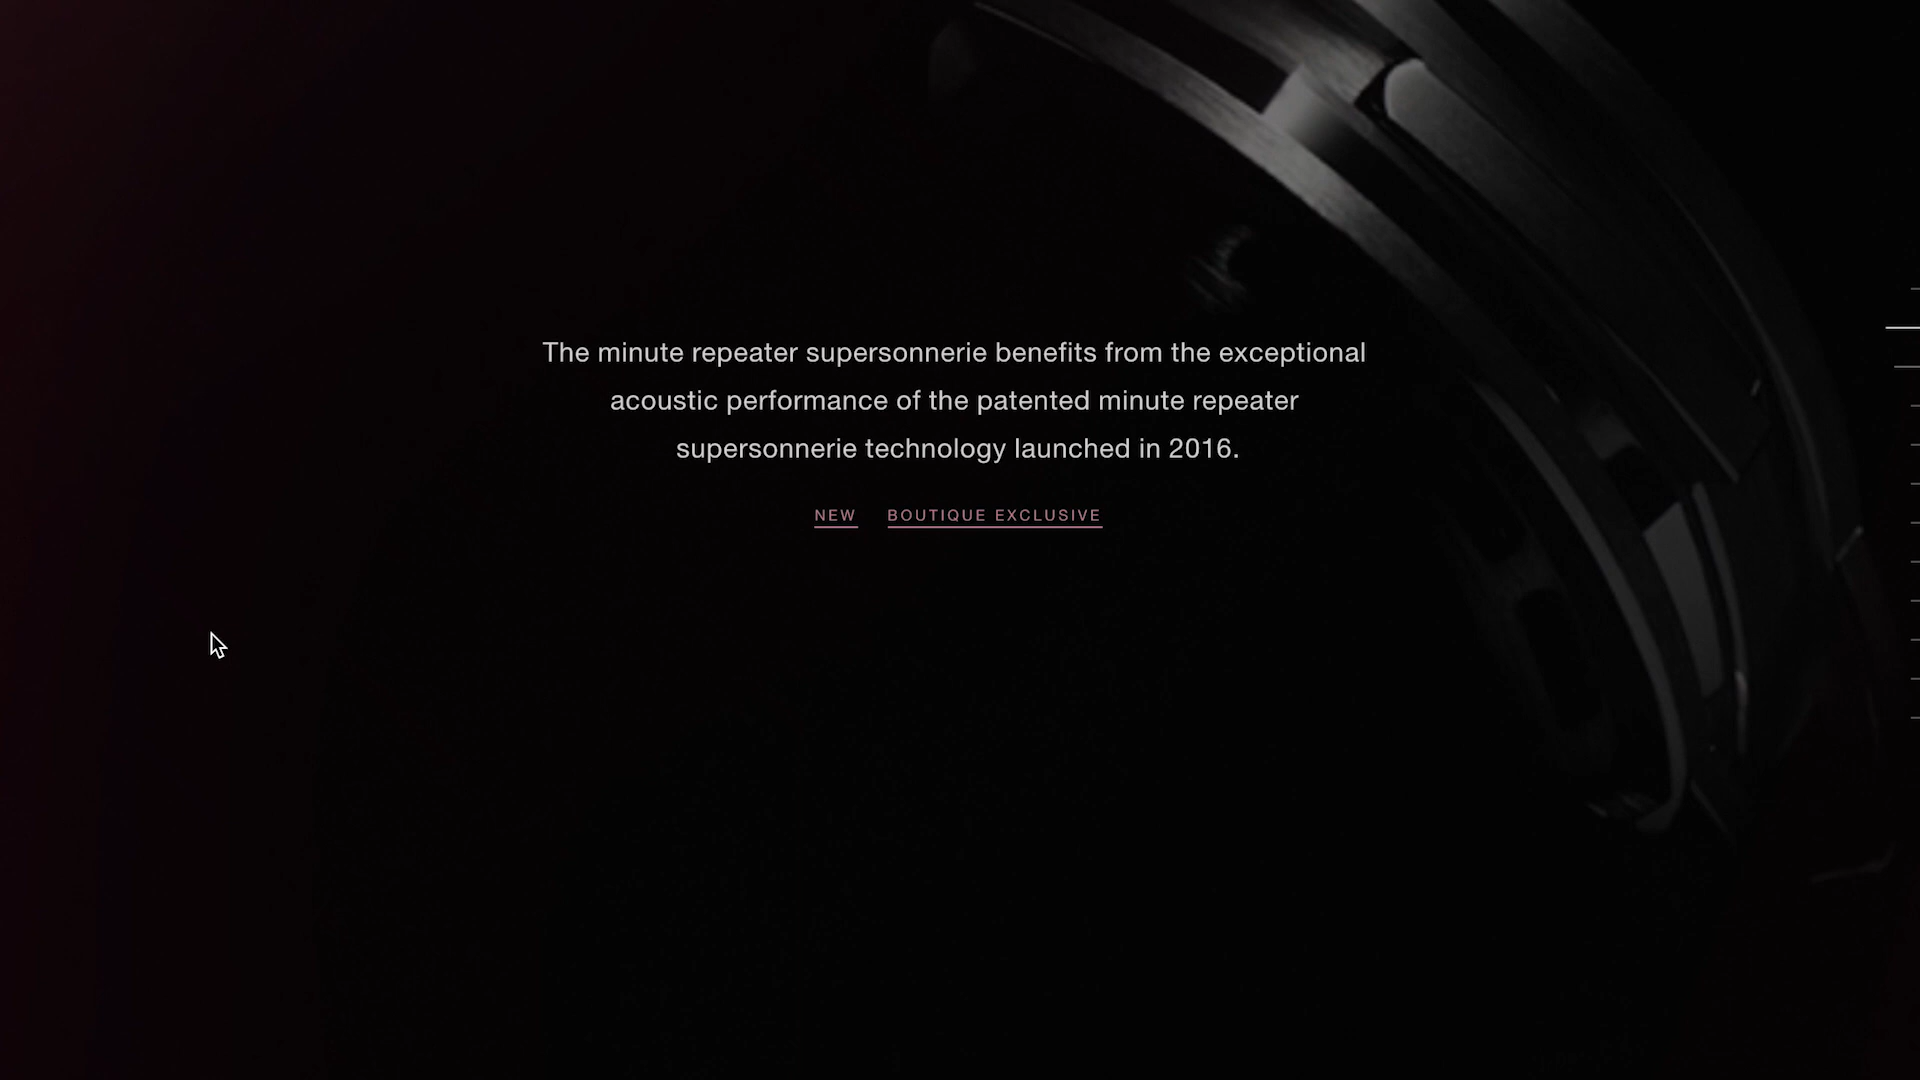 The minute repeater supersonnerie benefits from the exceptional
acoustic performance of the patented minute repeater
supersonnerie technology launched in 2016.
NEW BOUTIQUE EXCLUSIVE